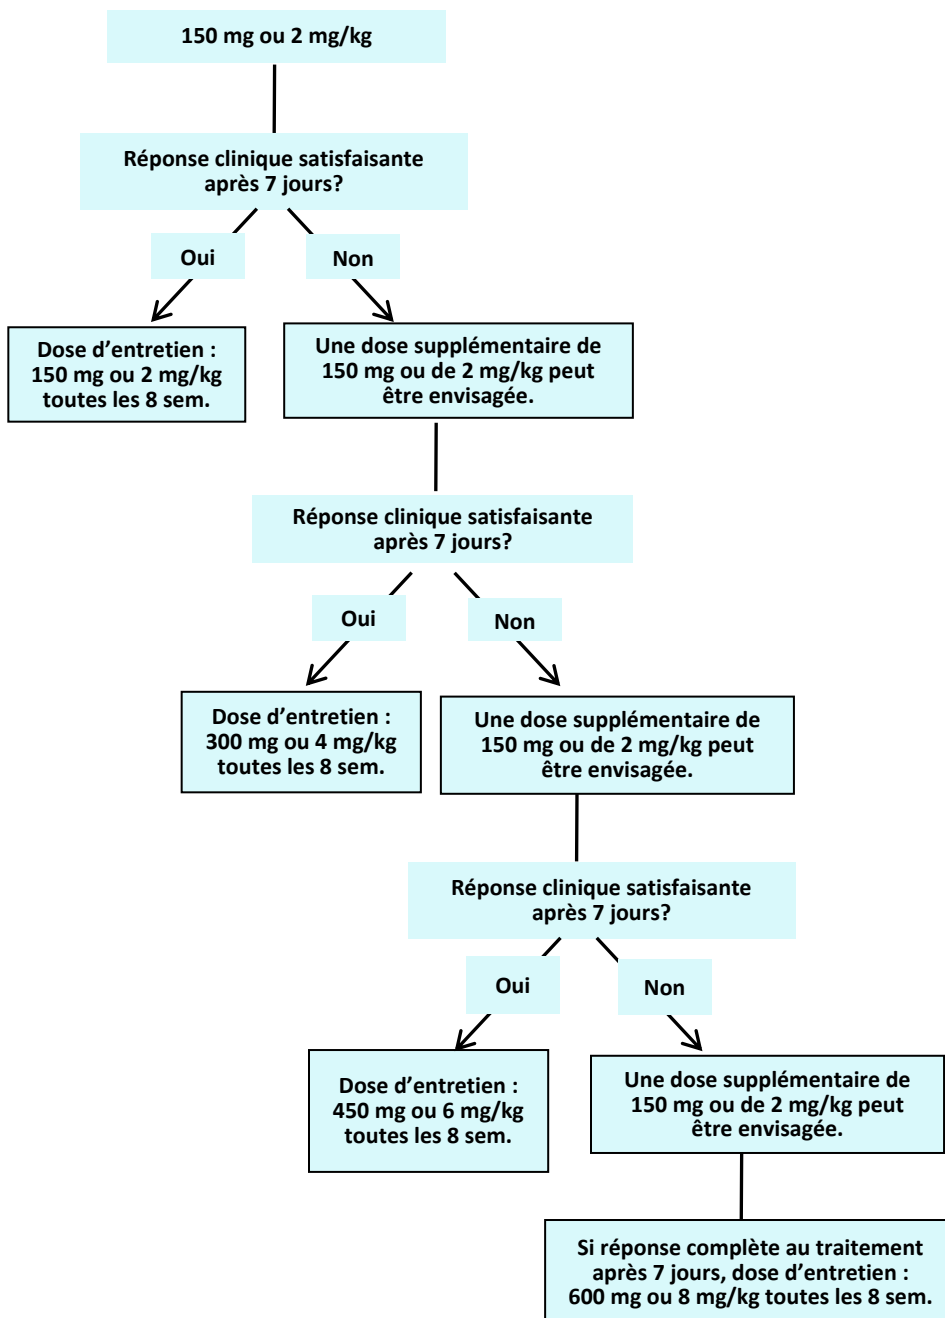 150 mg ou 2 mg/kg
Réponse clinique satisfaisante
après 7 jours?
Oui
Non
Dose d’entretien :
150 mg ou 2 mg/kg
toutes les 8 sem.
Une dose supplémentaire de
150 mg ou de 2 mg/kg peut
être envisagée.
Réponse clinique satisfaisante
après 7 jours?
Oui
Non
Dose d’entretien :
300 mg ou 4 mg/kg
toutes les 8 sem.
Une dose supplémentaire de
150 mg ou de 2 mg/kg peut
être envisagée.
Réponse clinique satisfaisante
après 7 jours?
Oui
Non
Dose d’entretien :
450 mg ou 6 mg/kg
toutes les 8 sem.
Une dose supplémentaire de
150 mg ou de 2 mg/kg peut
être envisagée.
Si réponse complète au traitement
après 7 jours, dose d’entretien :
600 mg ou 8 mg/kg toutes les 8 sem.